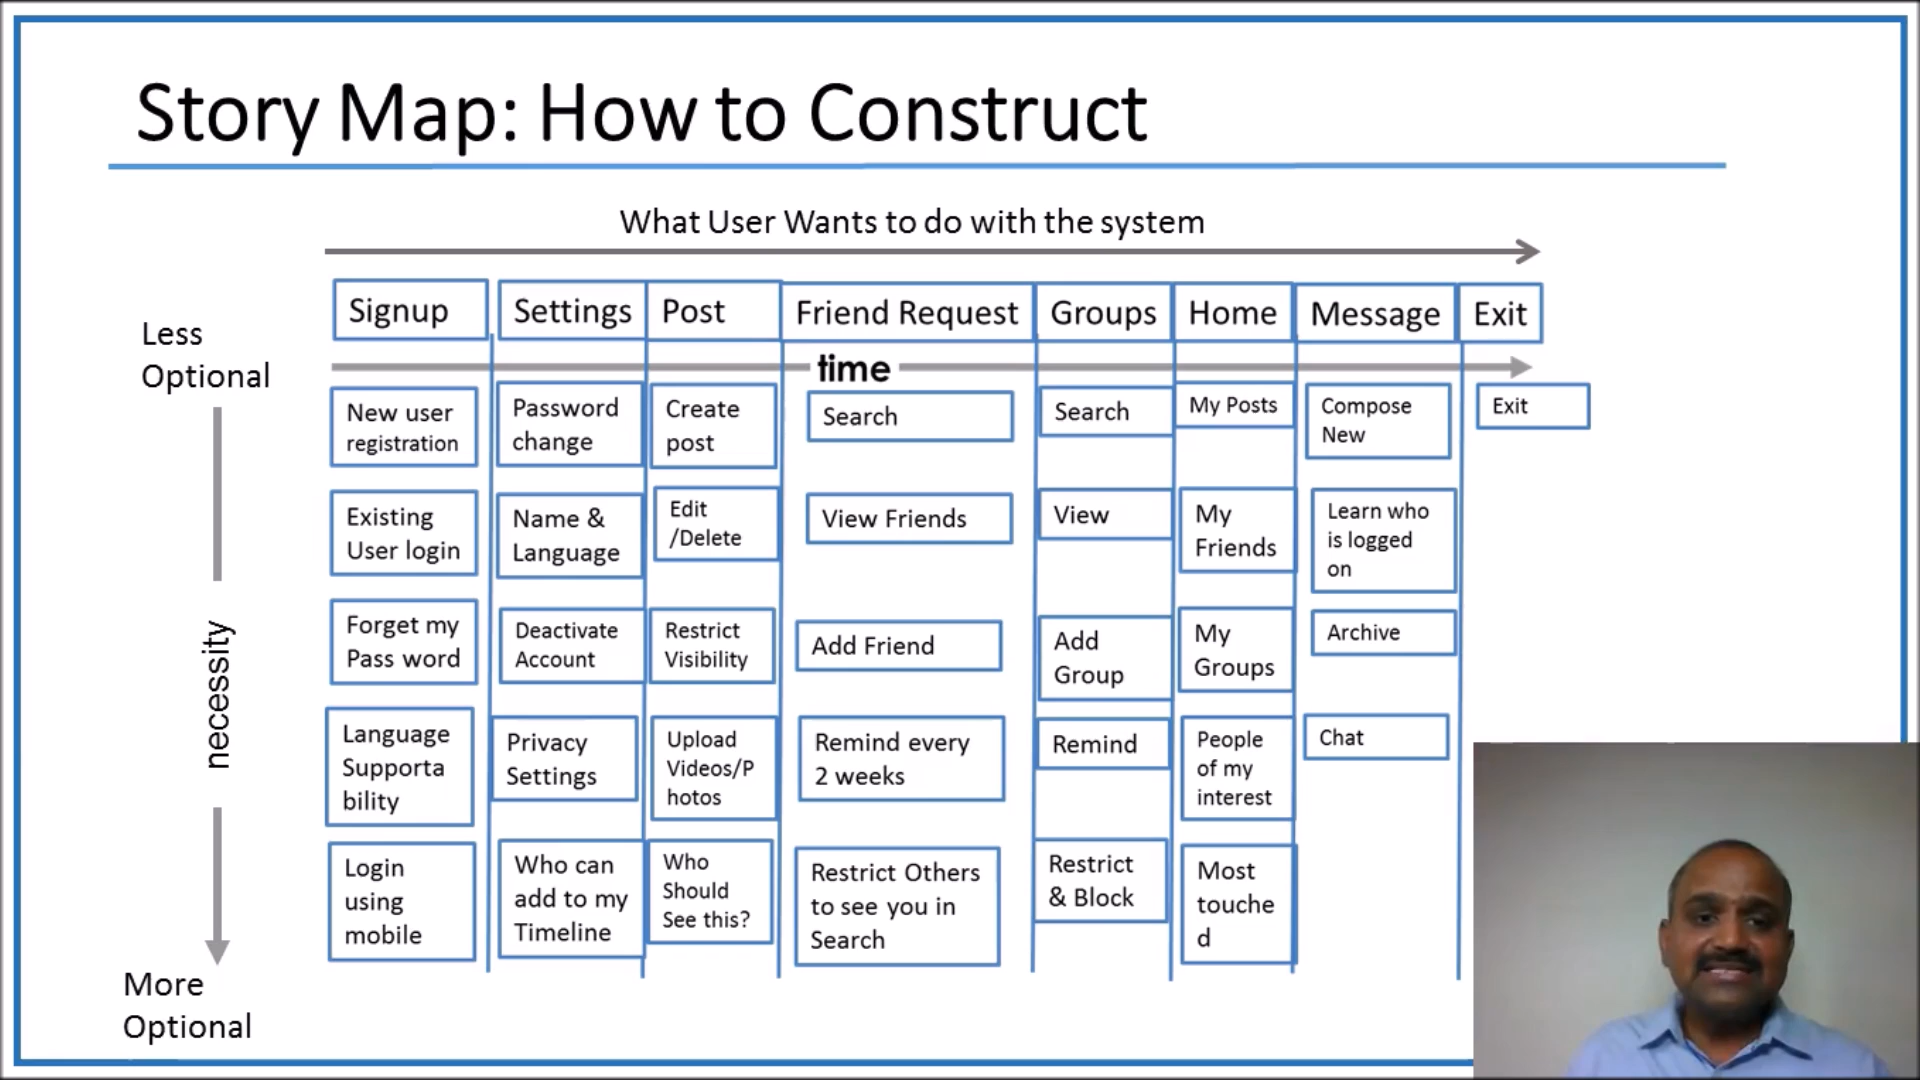 Story Map: How to Construct
What User Wants to do with the system
Signup
Settings
Post
Friend Request
Groups
Home
Message
Exit
Less
Optional
time
New user
registration
Password
change
Create
post
Search
Search
My Posts
Compose
New
Exit
Existing
User login
Name &
Language
Edit
/Delete
View Friends
View
My
Friends
Learn who
is logged
on
necessity
Forget my
Pass word
Deactivate
Account
Restrict
Visibility
Add Friend
Add
Group
My
Groups
Archive
Language
Supporta
bility
Privacy
Settings
Upload
Videos/P
hotos
Remind every
2 weeks
Remind
People
of my
interest
Chat
Login
using
mobile
Who can
add to my
Timeline
Who
Should
See this?
Restrict Others
to see you in
Search
Restrict
& Block
Most
touche
d
More
Optional